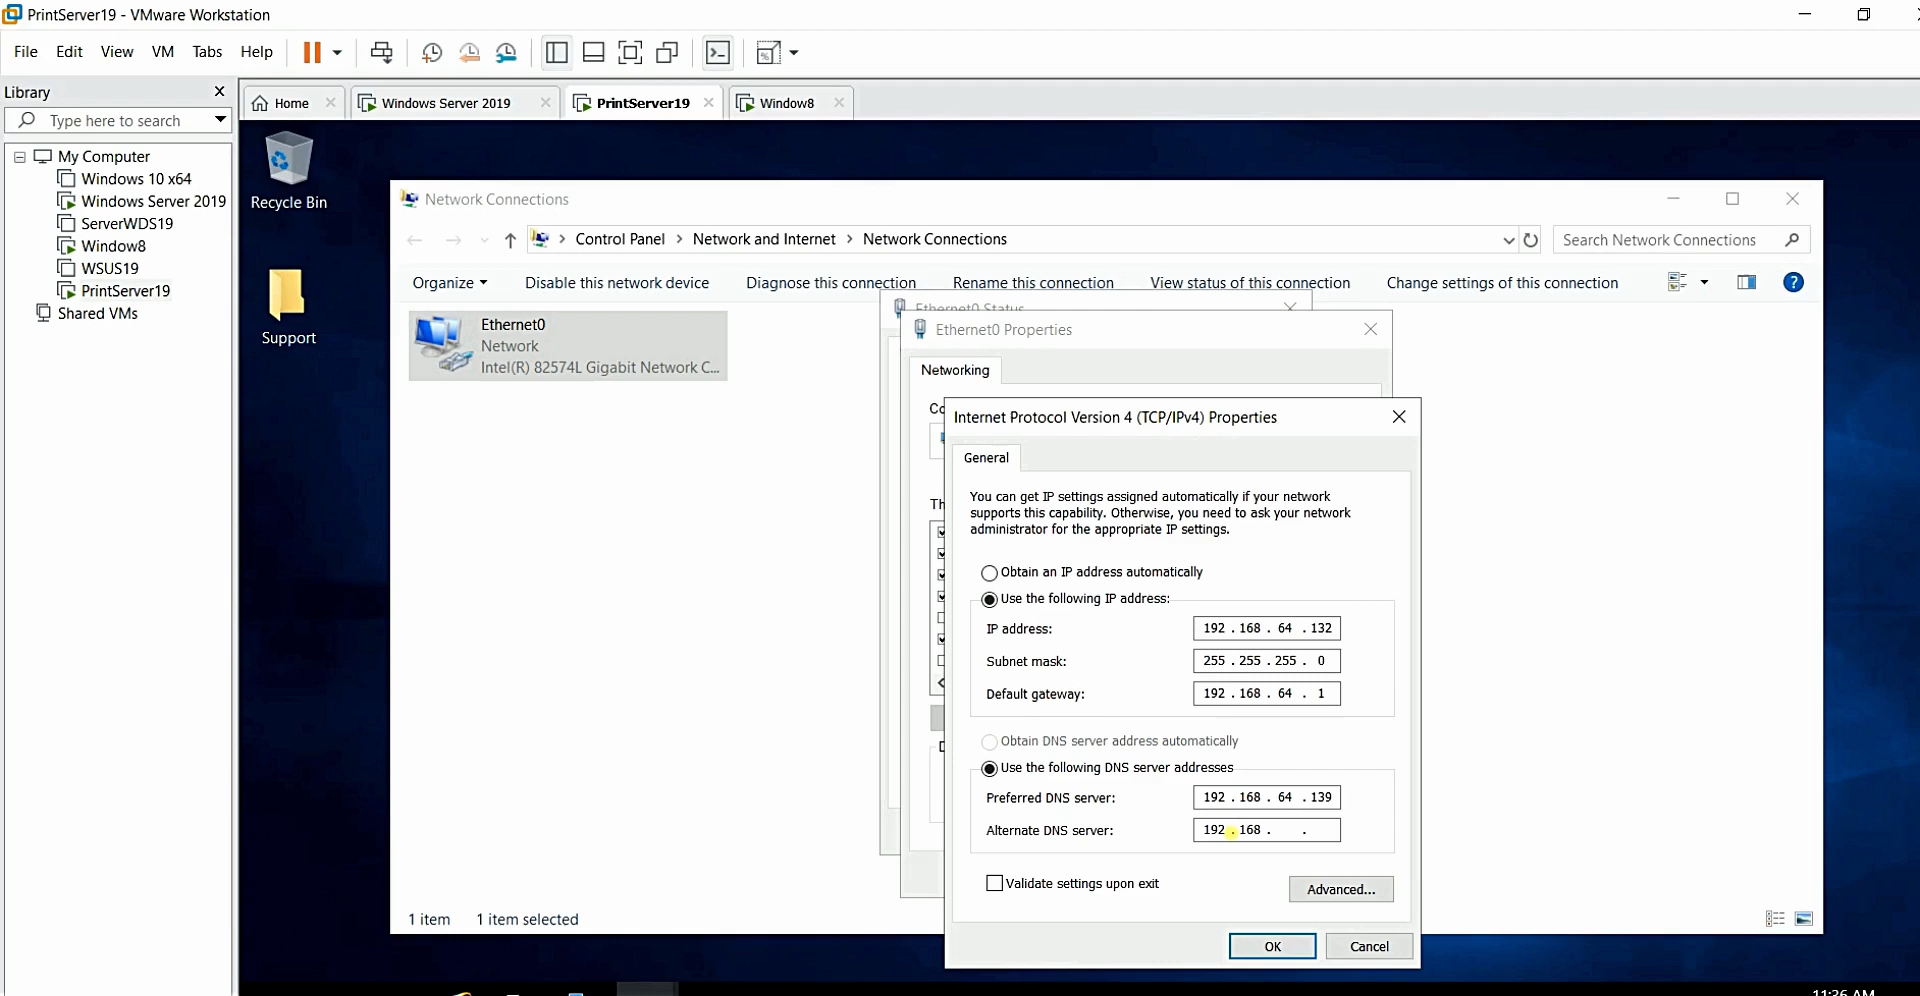 PrintServer19 - VMware Workstation
File Edit View VM Tabs Help
Library
Type here to search
My Computer
Windows 10 x64
Windows Server 2019
ServerWDS19
Window8
WSUS19
PrintServer19
Shared VMs
Home Windows Server 2019 PrintServer19 Window8
Recycle Bin
Support
Network Connections
Control Panel > Network and Internet > Network Connections
Search Network Connections
Organize Disable this network device Diagnose this connection Rename this connection View status of this connection Change settings of this connection
Ethernet0
Network
Intel(R) 82574L Gigabit Network C...
Ethernet0 Status
Ethernet0 Properties
Networking
Internet Protocol Version 4 (TCP/IPv4) Properties
General
You can get IP settings assigned automatically if your network
supports this capability. Otherwise, you need to ask your network
administrator for the appropriate IP settings.
Obtain an IP address automatically
Use the following IP address:
IP address: 192 . 168 . 64 . 132
Subnet mask: 255 . 255 . 255 . 0
Default gateway: 192 . 168 . 64 . 1
Obtain DNS server address automatically
Use the following DNS server addresses
Preferred DNS server: 192 . 168 . 64 . 139
Alternate DNS server: 192 . 168 . .
Validate settings upon exit
Advanced...
OK Cancel
1 item 1 item selected
11:36 AM